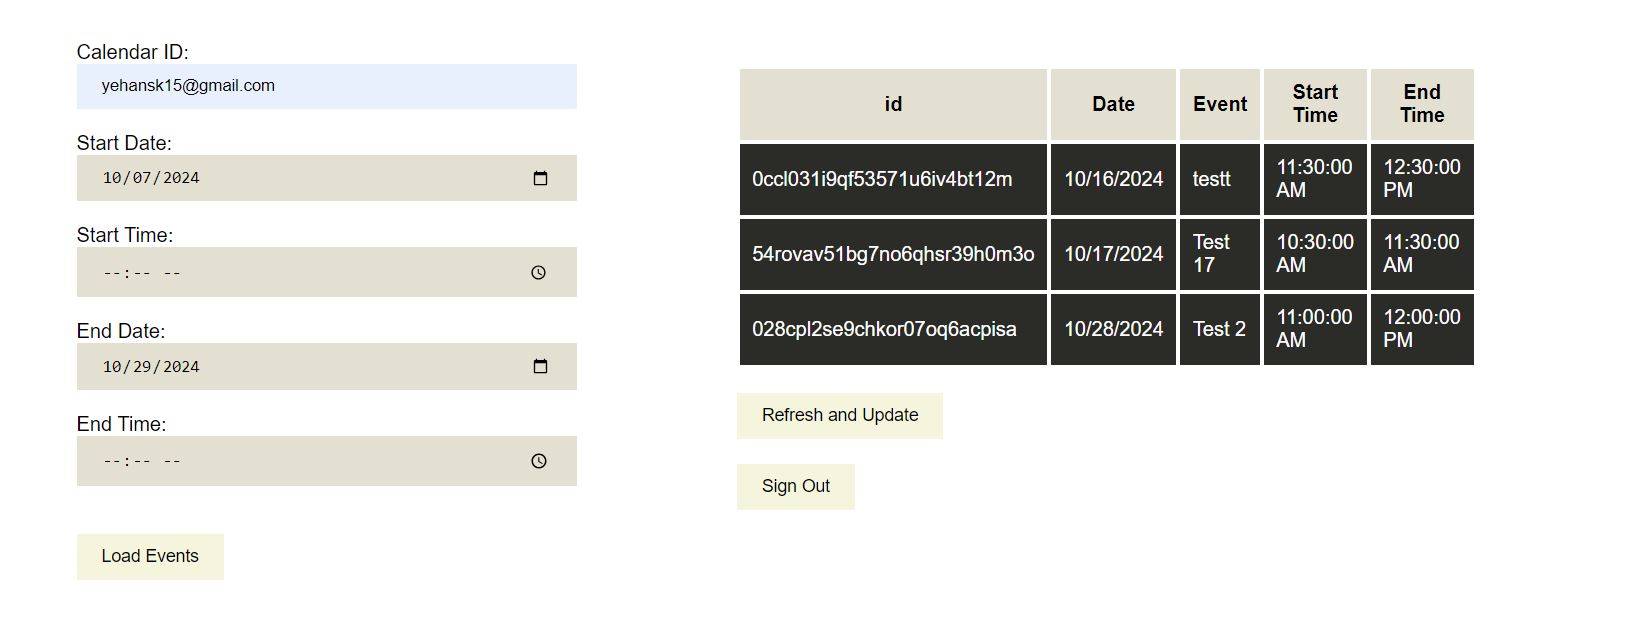 Calendar ID:
yehansk15@gmail.com
Start Date:
10/07/2024
Start Time:
--:-- --
End Date:
10/29/2024
End Time:
--:-- --
Load Events
id Date Event Start Time End Time
0ccl031i9qf53571u6iv4bt12m 10/16/2024 testt 11:30:00 AM 12:30:00 PM
54rovav51bg7no6qhsr39h0m3o 10/17/2024 Test 17 10:30:00 AM 11:30:00 AM
028cpl2se9chkor07oq6acpisa 10/28/2024 Test 2 11:00:00 AM 12:00:00 PM
Refresh and Update
Sign Out